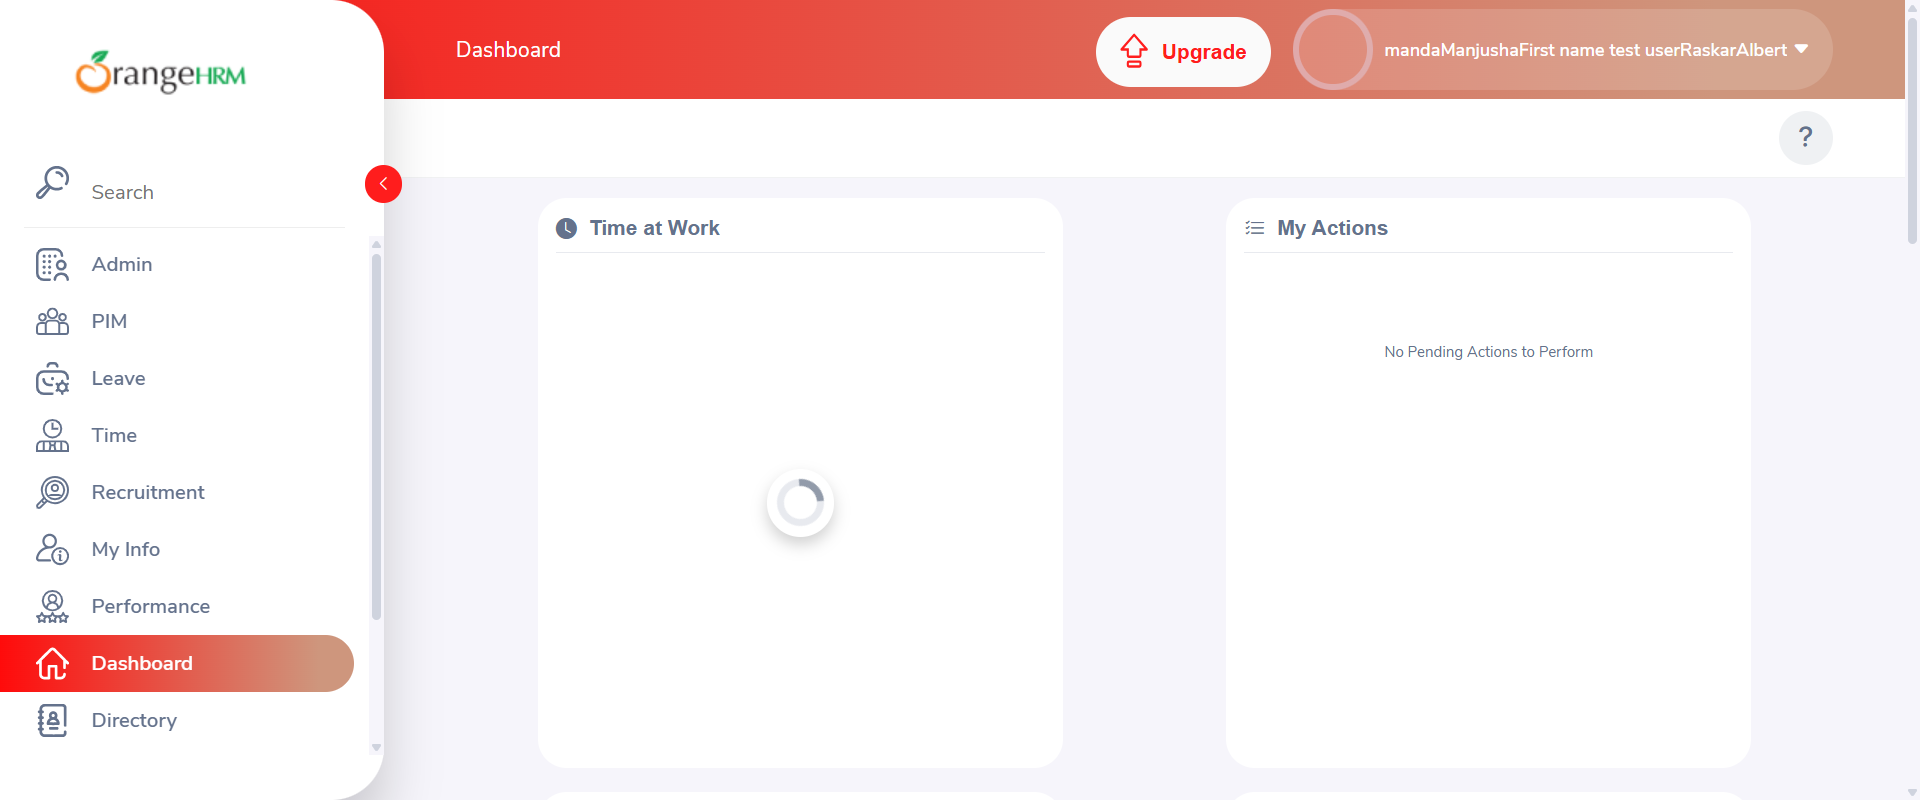 OrangeHRM
Dashboard
Upgrade
mandaManjushaFirst name test userRaskarAlbert
?
Search
Admin
PIM
Leave
Time
Recruitment
My Info
Performance
Dashboard
Directory
Time at Work
My Actions
No Pending Actions to Perform